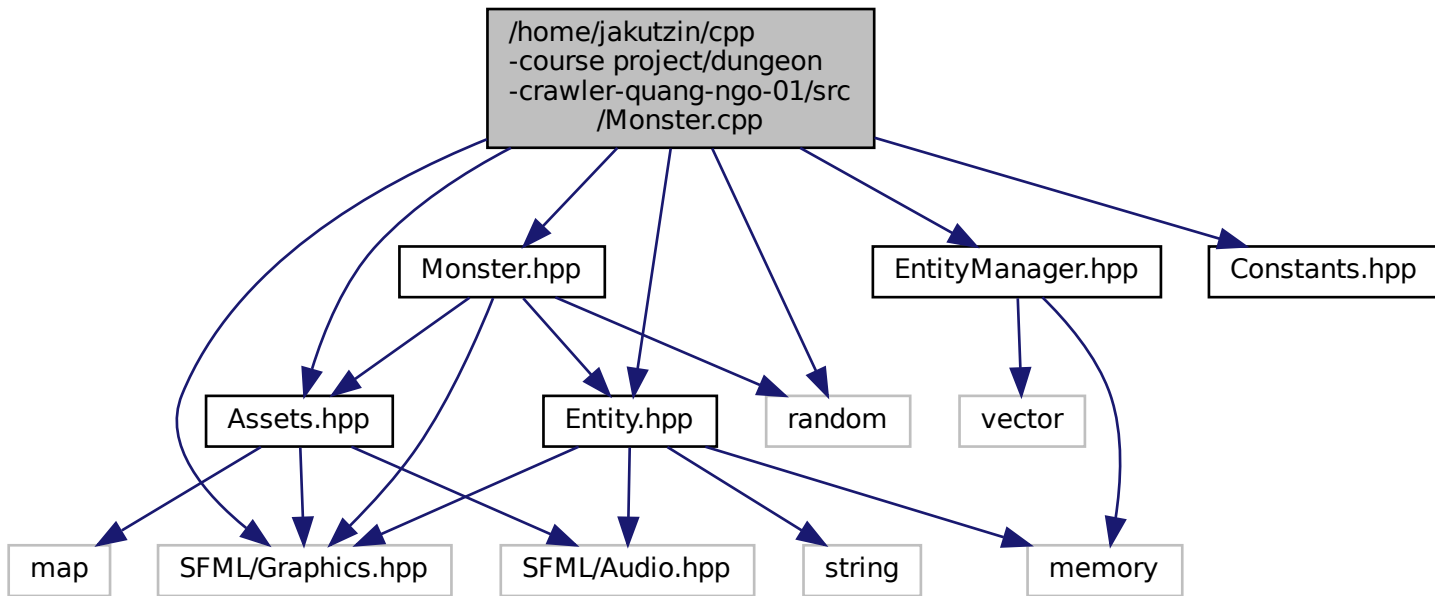 /home/jakutzin/cpp
-course project/dungeon
-crawler-quang-ngo-01/src
/Monster.cpp
Monster.hpp
EntityManager.hpp
Constants.hpp
Assets.hpp
Entity.hpp
random
vector
map
SFML/Graphics.hpp
SFML/Audio.hpp
string
memory